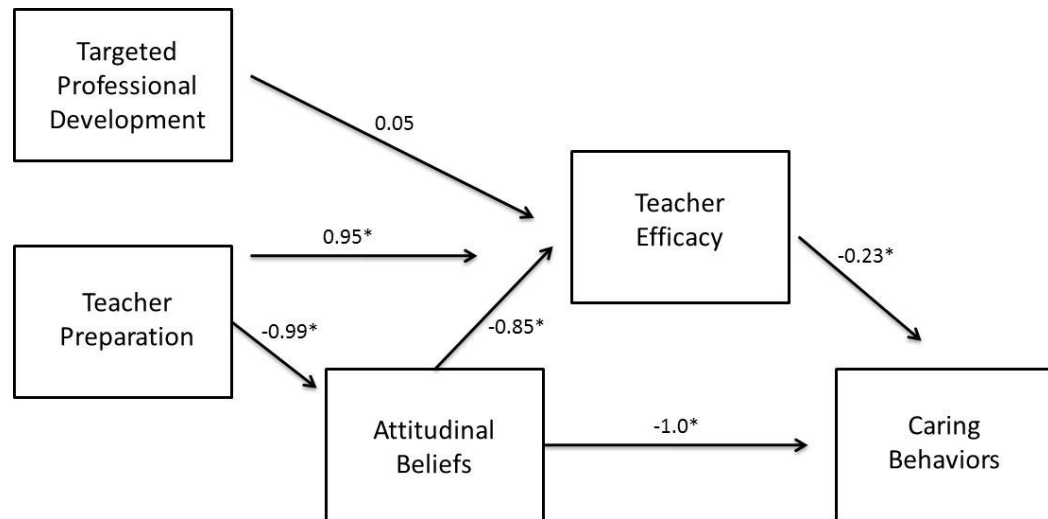 Targeted
Professional
Development
0.05
Teacher
Efficacy
0.95*
-0.23*
Teacher
Preparation
-0.99*
-0.85*
Attitudinal
Beliefs
-1.0*
Caring
Behaviors